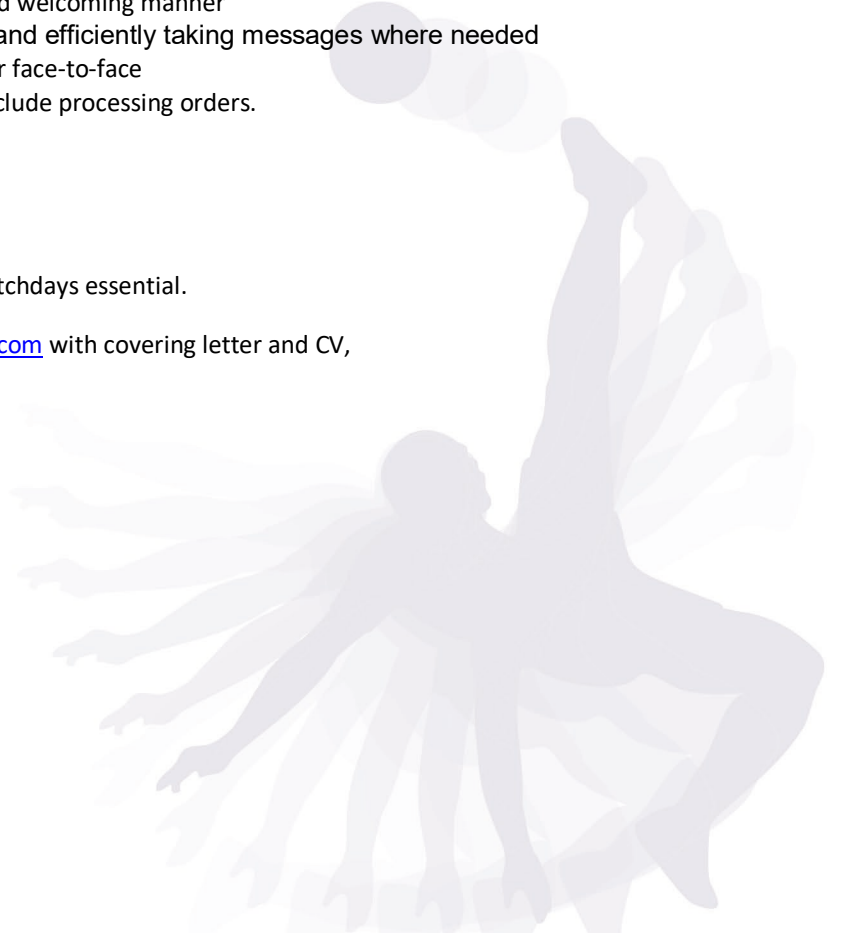 d welcoming manner
and efficiently taking messages where needed
r face-to-face
clude processing orders.
tchdays essential.
com with covering letter and CV,